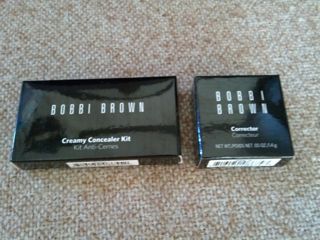 BOBBI BROWN
Creamy Concealer Kit
Kit Anti-Cernes
BOBBI
BROWN
Corrector
Correcteur
NET WT./POIDS NET .05 OZ./1.4 g